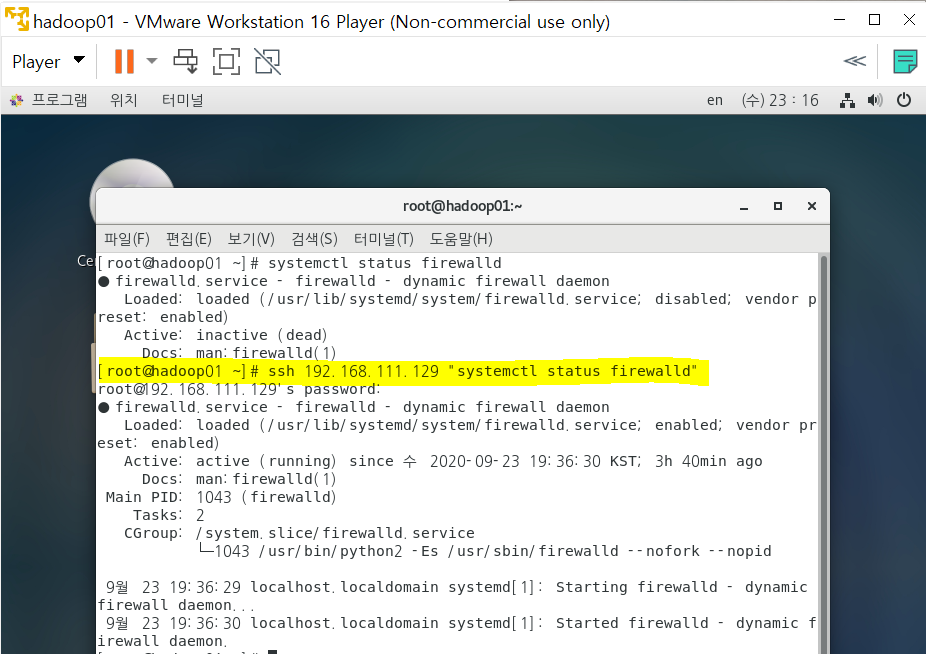 hadoop01 - VMware Workstation 16 Player (Non-commercial use only)
Player
프로그램 위치 터미널 en (수) 23 : 16
root@hadoop01:~
파일(F) 편집(E) 보기(V) 검색(S) 터미널(T) 도움말(H)
Ce
[root@hadoop01 ~]# systemctl status firewalld
● firewalld.service - firewalld - dynamic firewall daemon
Loaded: loaded (/usr/lib/systemd/system/firewalld.service; disabled; vendor p
reset: enabled)
Active: inactive (dead)
Docs: man:firewalld(1)
[root@hadoop01 ~]# ssh 192.168.111.129 "systemctl status firewalld"
root@192.168.111.129's password:
● firewalld.service - firewalld - dynamic firewall daemon
Loaded: loaded (/usr/lib/systemd/system/firewalld.service; enabled; vendor pr
eset: enabled)
Active: active (running) since 수 2020-09-23 19:36:30 KST; 3h 40min ago
Docs: man:firewalld(1)
Main PID: 1043 (firewalld)
Tasks: 2
CGroup: /system.slice/firewalld.service
└─1043 /usr/bin/python2 -Es /usr/sbin/firewalld --nofork --nopid
9월 23 19:36:29 localhost.localdomain systemd[1]: Starting firewalld - dynamic
firewall daemon...
9월 23 19:36:30 localhost.localdomain systemd[1]: Started firewalld - dynamic f
irewall daemon.